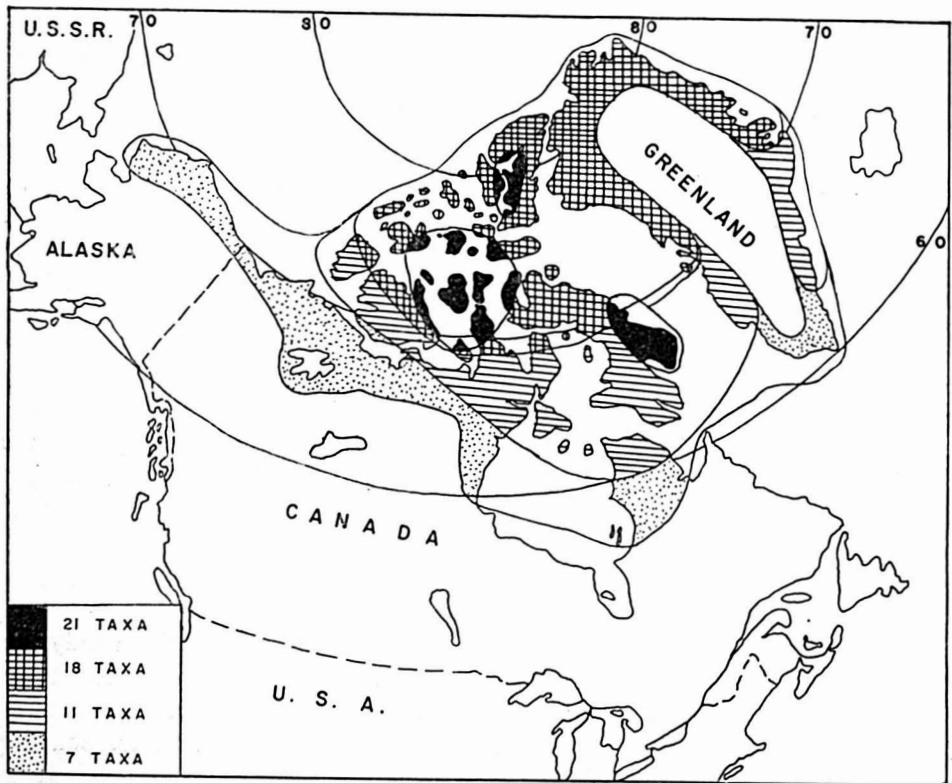 70
80
80
70
U.S.S.R.
GREENLAND
60
ALASKA
CANADA
U. S. A.
21 TAXA
18 TAXA
11 TAXA
7 TAXA